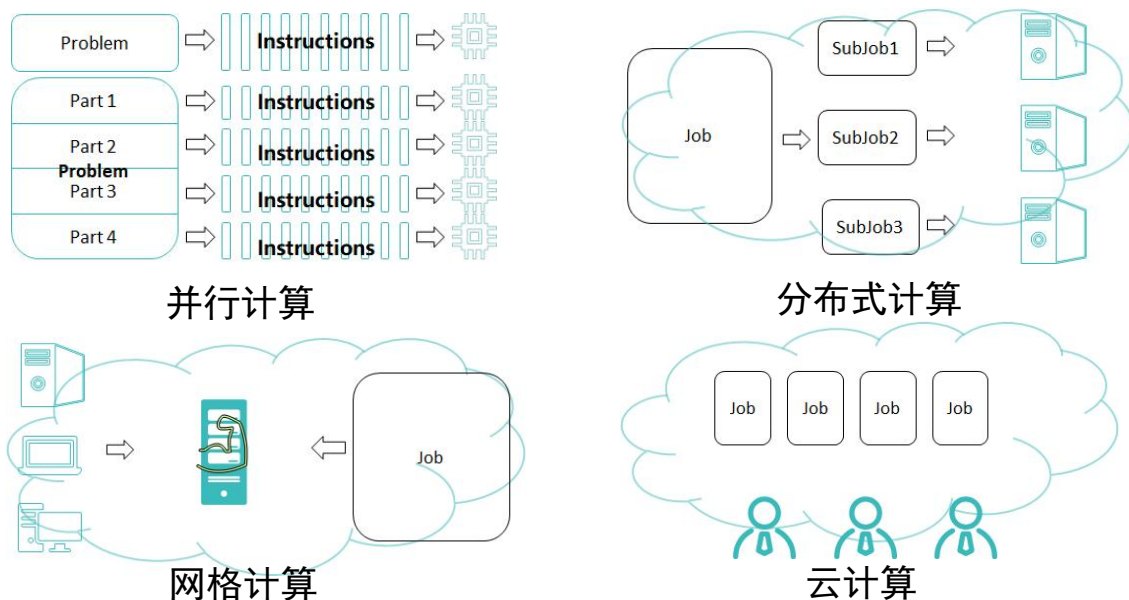 Problem
Instructions
Part 1
Instructions
Part 2
Instructions
Problem
Part 3
Instructions
Part 4
Instructions
并行计算
Job
SubJob1
SubJob2
SubJob3
分布式计算
Job
网格计算
Job
Job
Job
Job
云计算